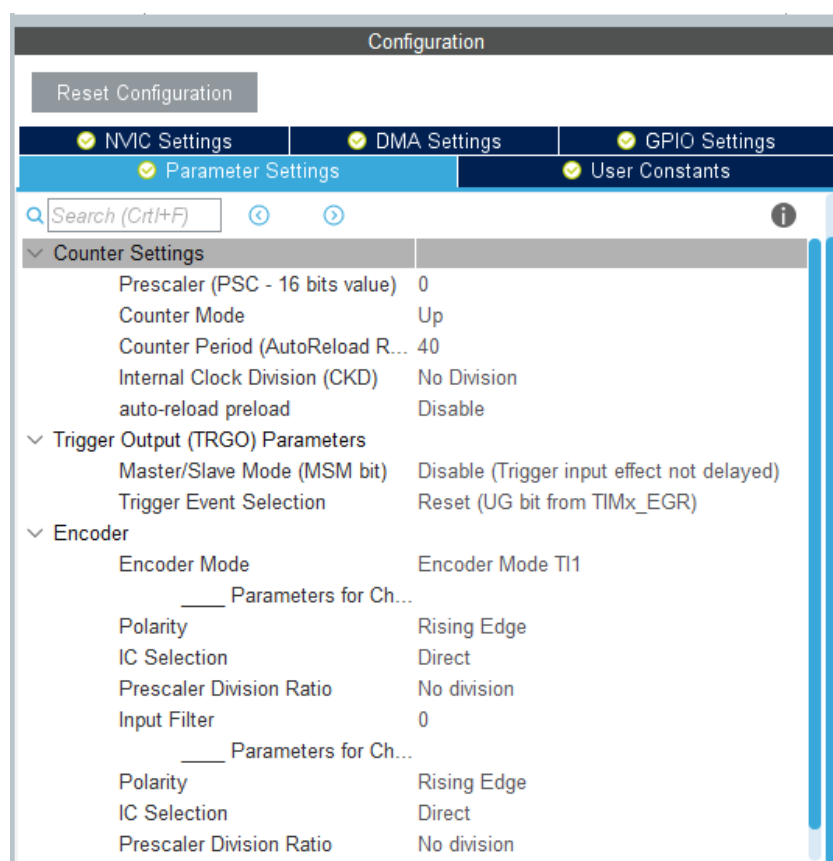 Configuration
Reset Configuration
NVIC Settings DMA Settings GPIO Settings
Parameter Settings User Constants
Search (Crtl+F)
Counter Settings
Prescaler (PSC - 16 bits value) 0
Counter Mode Up
Counter Period (AutoReload R... 40
Internal Clock Division (CKD) No Division
auto-reload preload Disable
Trigger Output (TRGO) Parameters
Master/Slave Mode (MSM bit) Disable (Trigger input effect not delayed)
Trigger Event Selection Reset (UG bit from TIMx_EGR)
Encoder
Encoder Mode Encoder Mode TI1
____ Parameters for Ch...
Polarity Rising Edge
IC Selection Direct
Prescaler Division Ratio No division
Input Filter 0
____ Parameters for Ch...
Polarity Rising Edge
IC Selection Direct
Prescaler Division Ratio No division